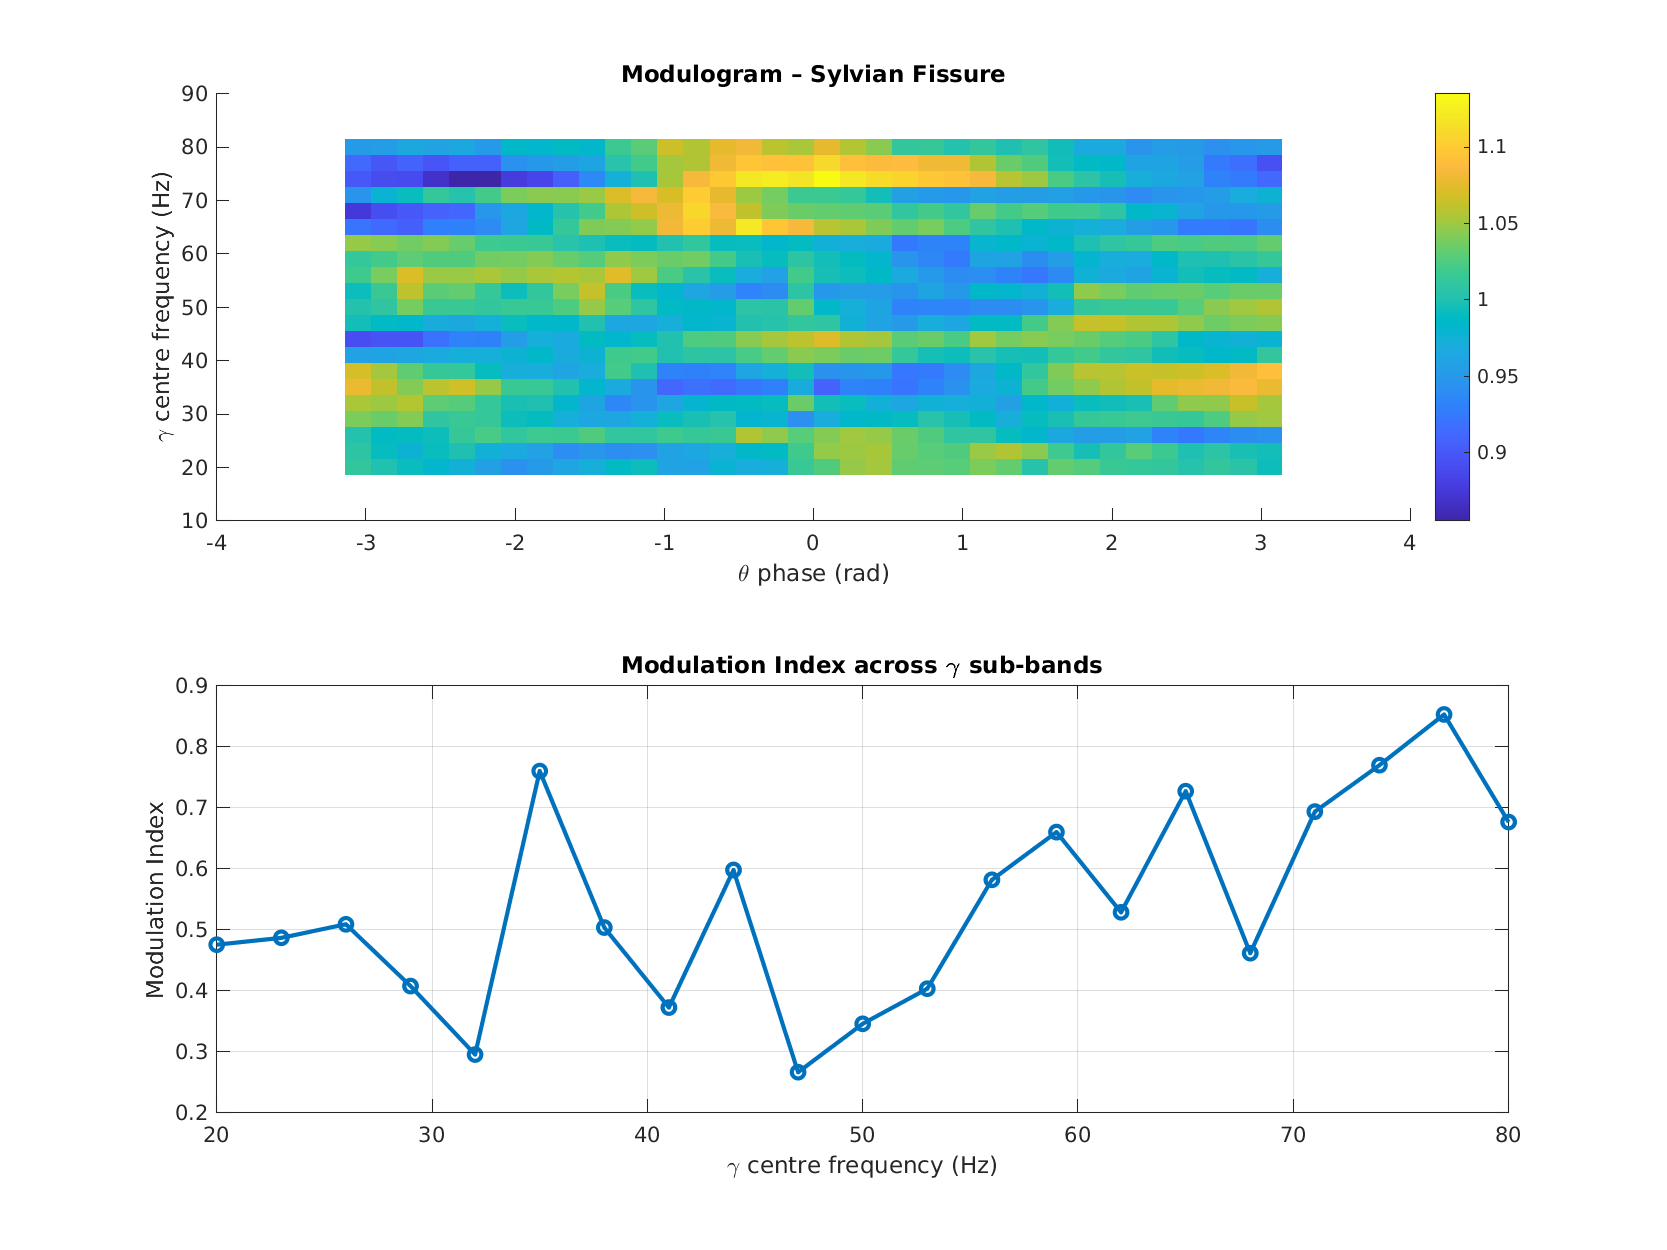 Modulogram – Sylvian Fissure
90
80
70
60
50
40
30
20
10
γ centre frequency (Hz)
-4 -3 -2 -1 0 1 2 3 4
θ phase (rad)
1.1
1.05
1
0.95
0.9
Modulation Index across γ sub-bands
0.9
0.8
0.7
0.6
0.5
0.4
0.3
0.2
Modulation Index
20 30 40 50 60 70 80
γ centre frequency (Hz)